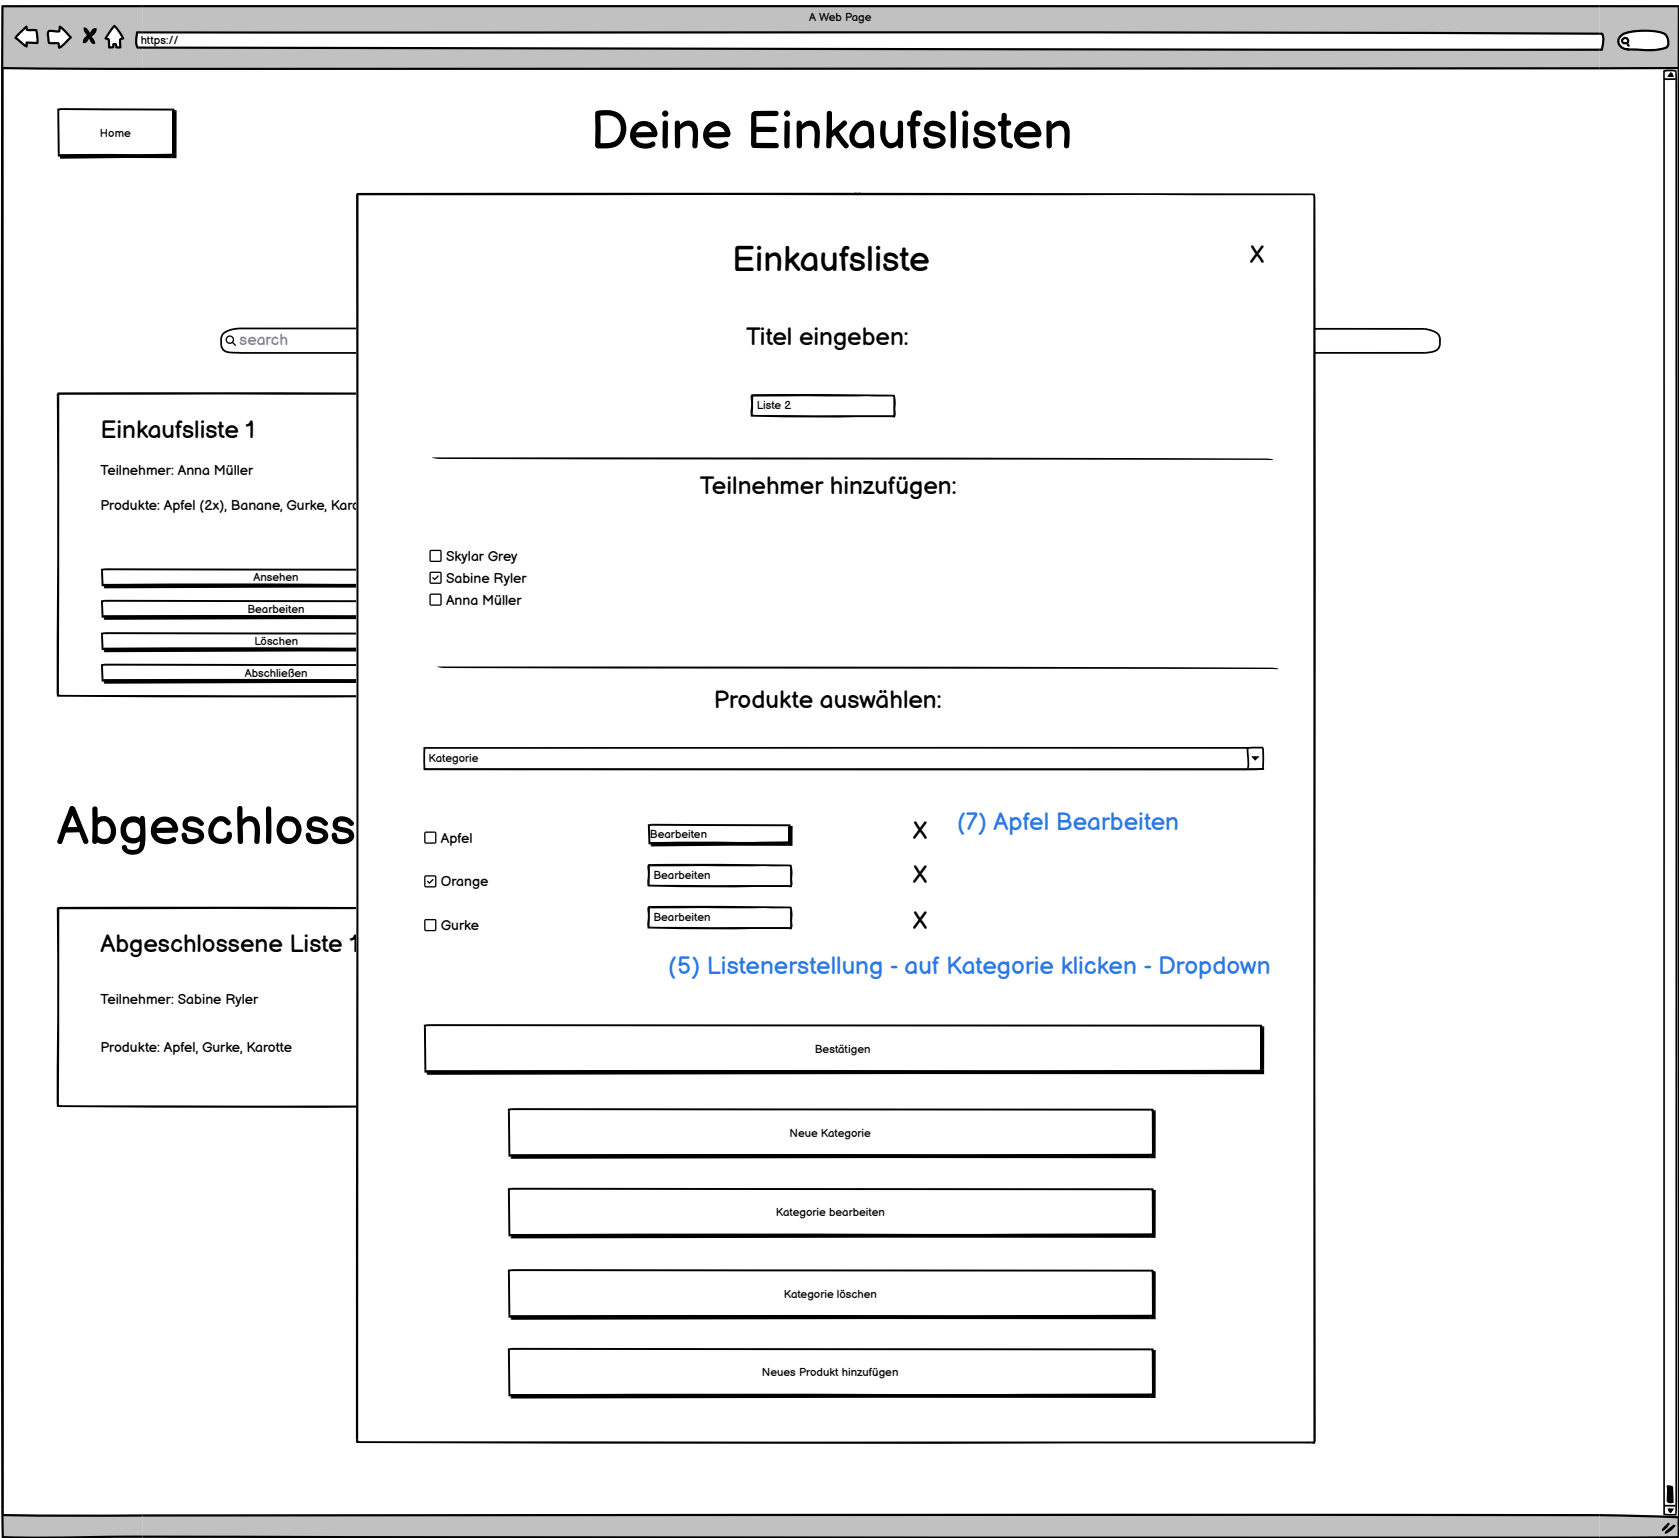 A Web Page
https://
Home
Deine Einkaufslisten
Einkaufsliste
X
Titel eingeben:
search
Liste 2
Einkaufsliste 1
Teilnehmer: Anna Müller
Produkte: Apfel (2x), Banane, Gurke, Karo
Ansehen
Bearbeiten
Löschen
Abschließen
Teilnehmer hinzufügen:
Skylar Grey
Sabine Ryler
Anna Müller
Produkte auswählen:
Kategorie
Apfel Bearbeiten X (7) Apfel Bearbeiten
Orange Bearbeiten X
Gurke Bearbeiten X
(5) Listenerstellung - auf Kategorie klicken - Dropdown
Abgeschloss
Abgeschlossene Liste 1
Teilnehmer: Sabine Ryler
Produkte: Apfel, Gurke, Karotte
Bestätigen
Neue Kategorie
Kategorie bearbeiten
Kategorie löschen
Neues Produkt hinzufügen